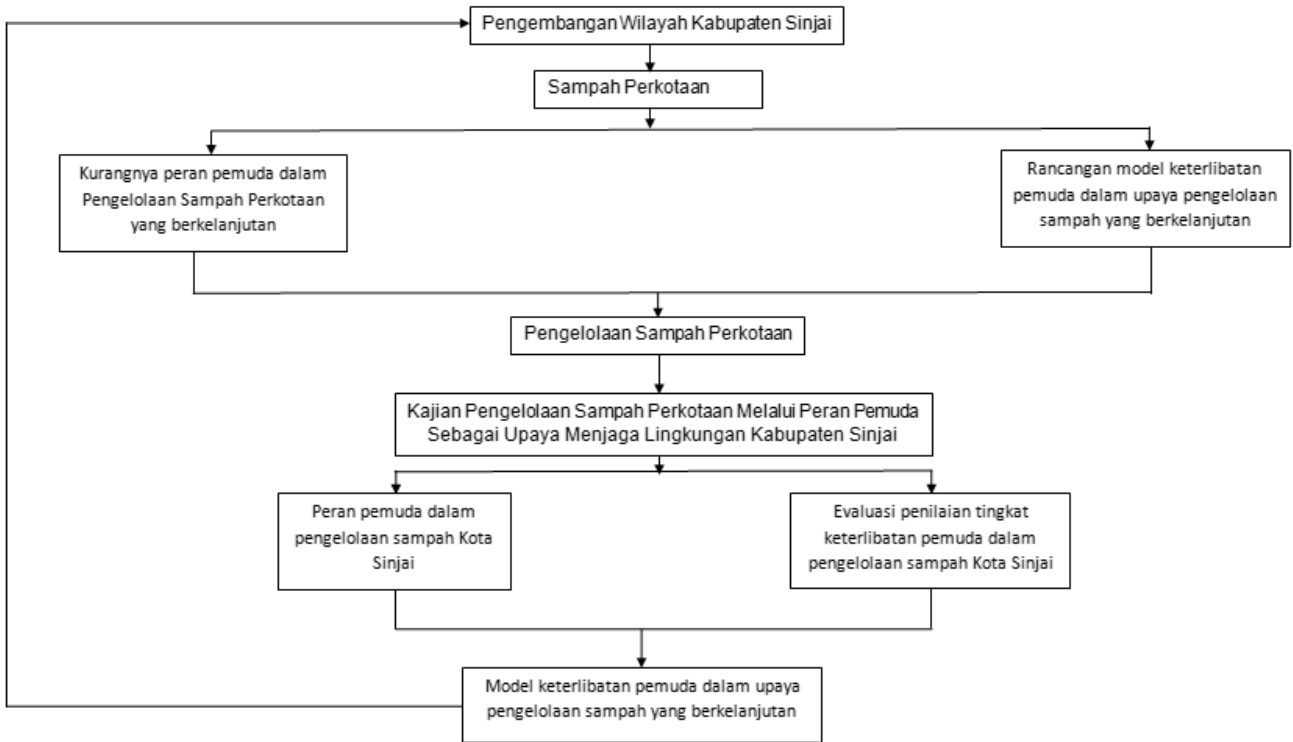 Pengembangan Wilayah Kabupaten Sinjai
Sampah Perkotaan
Kurangnya peran pemuda dalam
Pengelolaan Sampah Perkotaan
yang berkelanjutan
Rancangan model keterlibatan
pemuda dalam upaya pengelolaan
sampah yang berkelanjutan
Pengelolaan Sampah Perkotaan
Kajian Pengelolaan Sampah Perkotaan Melalui Peran Pemuda
Sebagai Upaya Menjaga Lingkungan Kabupaten Sinjai
Peran pemuda dalam
pengelolaan sampah Kota
Sinjai
Evaluasi penilaian tingkat
keterlibatan pemuda dalam
pengelolaan sampah Kota Sinjai
Model keterlibatan pemuda dalam upaya
pengelolaan sampah yang berkelanjutan